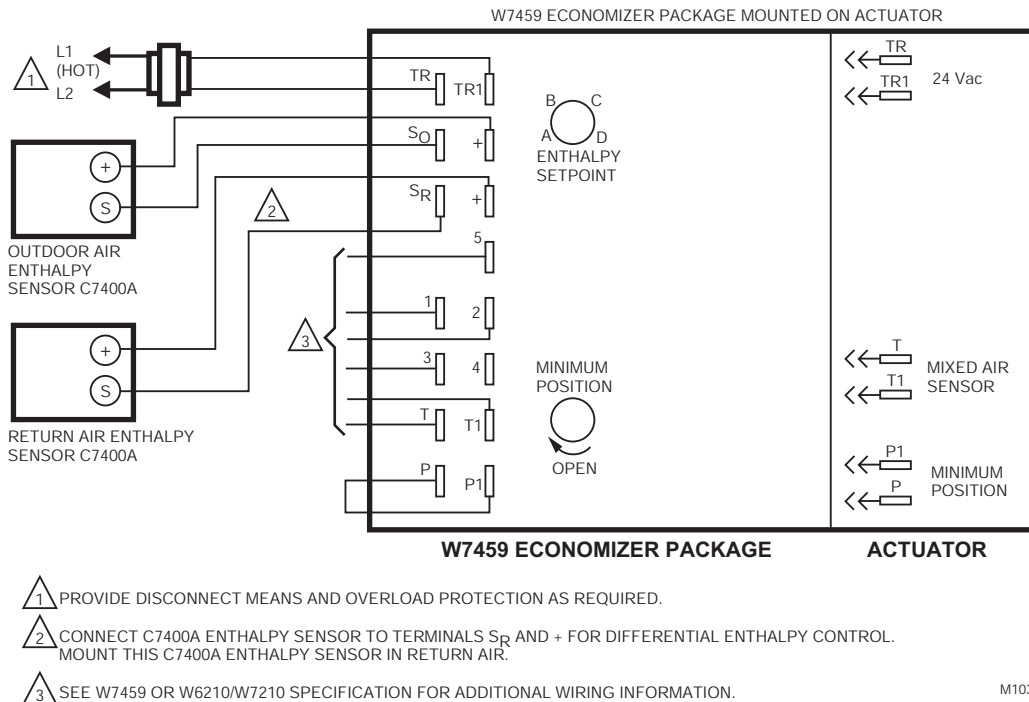 W7459 ECONOMIZER PACKAGE MOUNTED ON ACTUATOR
1
L1
(HOT)
L2
TR
TR1
SO
+
SR
+
5
1
2
3
4
T
T1
P
P1
+
S
OUTDOOR AIR
ENTHALPY
SENSOR C7400A
2
+
S
RETURN AIR ENTHALPY
SENSOR C7400A
3
B
C
A
D
ENTHALPY
SETPOINT
MINIMUM
POSITION
OPEN
TR
TR1
24 Vac
T
T1
MIXED AIR
SENSOR
P1
P
MINIMUM
POSITION
W7459 ECONOMIZER PACKAGE
ACTUATOR
1 PROVIDE DISCONNECT MEANS AND OVERLOAD PROTECTION AS REQUIRED.
2 CONNECT C7400A ENTHALPY SENSOR TO TERMINALS SR AND + FOR DIFFERENTIAL ENTHALPY CONTROL.
MOUNT THIS C7400A ENTHALPY SENSOR IN RETURN AIR.
3 SEE W7459 OR W6210/W7210 SPECIFICATION FOR ADDITIONAL WIRING INFORMATION.